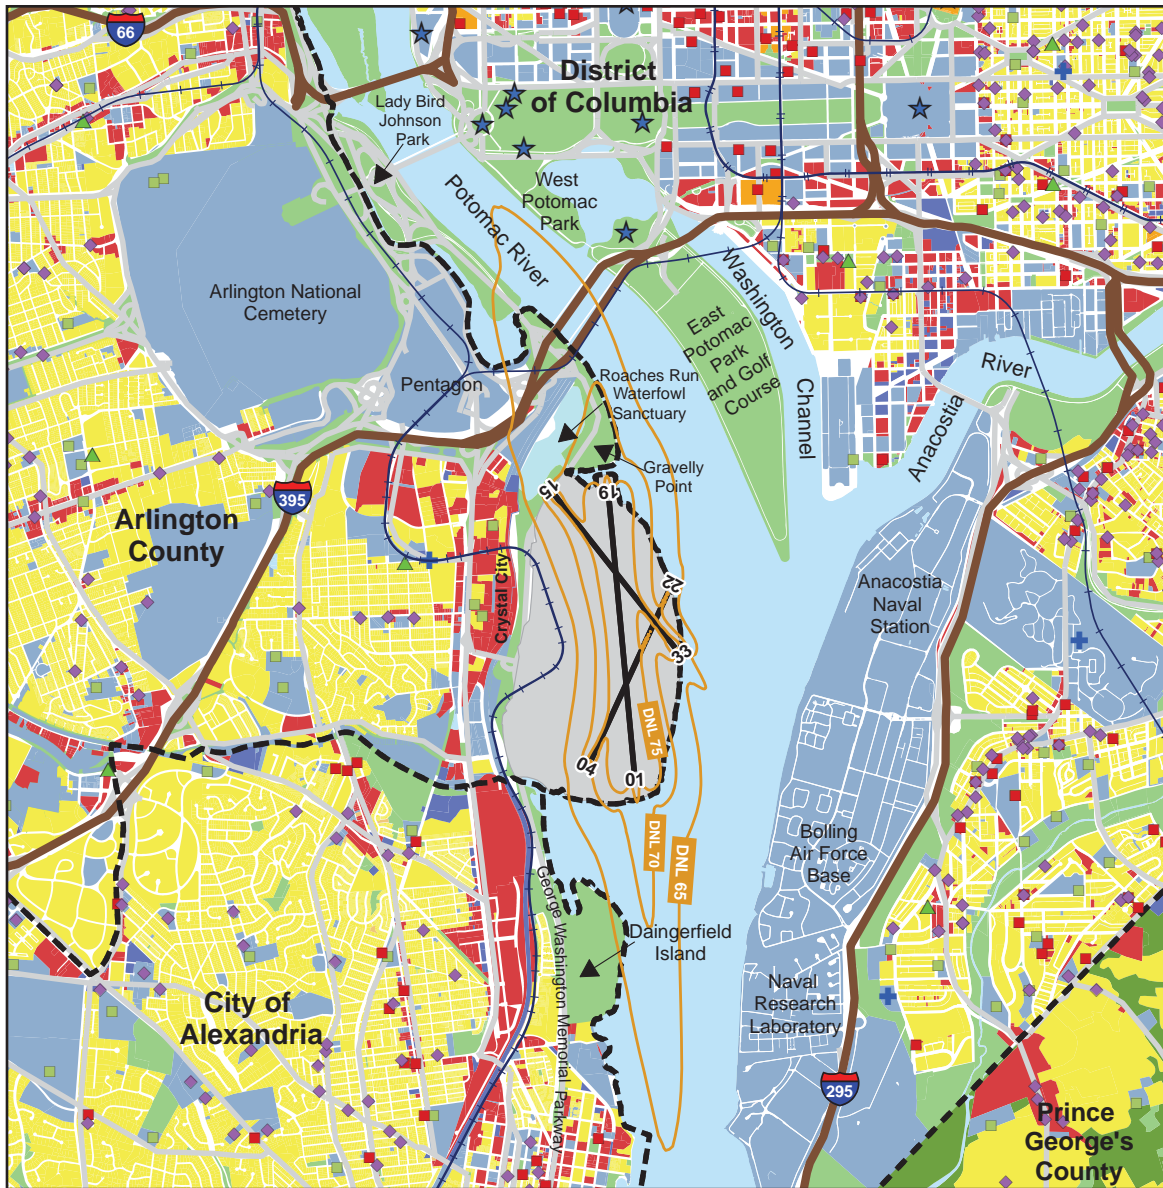 66
District
of Columbia
Lady Bird
Johnson
Park
West
Potomac
Park
Potomac River
Washington
Channel
Arlington National
Cemetery
East
Potomac
Park
and Golf
Course
Pentagon
Roaches Run
Waterfowl
Sanctuary
Anacostia
River
Gravelly
Point
15
19
395
Arlington
County
Crystal City
22
Anacostia
Naval
Station
33
DNL 75
04
01
DNL 70
DNL 65
Bolling
Air Force
Base
George Washington Memorial Parkway
Daingerfield
Island
City of
Alexandria
Naval
Research
Laboratory
295
Prince
George's
County